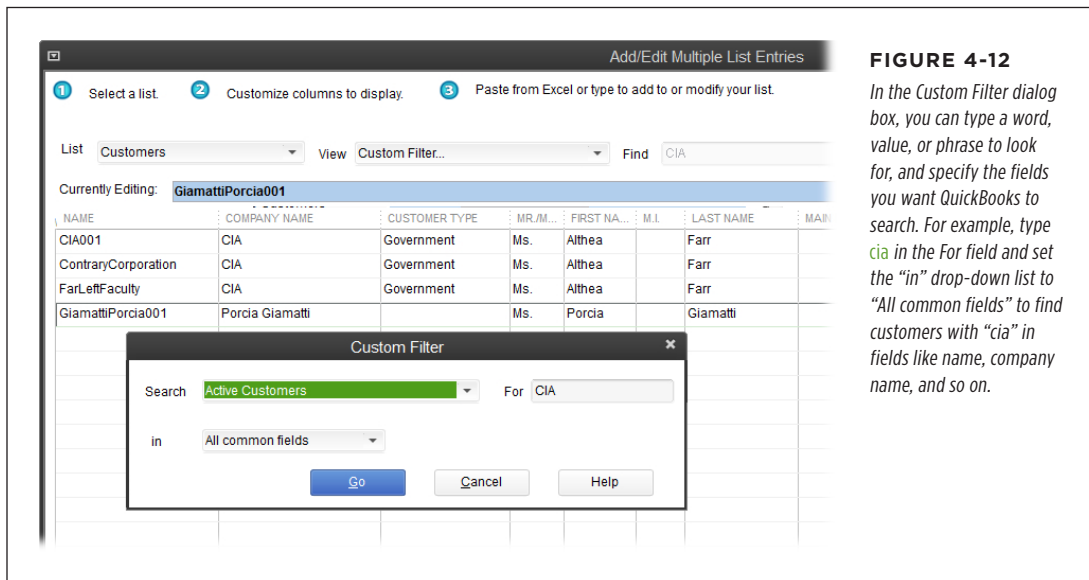 Add/Edit Multiple List Entries
1 Select a list. 2 Customize columns to display. 3 Paste from Excel or type to add to or modify your list.
List Customers View Custom Filter... Find CIA
Currently Editing: GiamattiPorcia001
NAME COMPANY NAME CUSTOMER TYPE MR./M... FIRST NA... M.I. LAST NAME MAIN
CIA001 CIA Government Ms. Althea Farr
ContraryCorporation CIA Government Ms. Althea Farr
FarLeftFaculty CIA Government Ms. Althea Farr
GiamattiPorcia001 Porcia Giamatti Ms. Porcia Giamatti
Custom Filter
Search Active Customers For CIA
in All common fields
Go Cancel Help
FIGURE 4-12
In the Custom Filter dialog
box, you can type a word,
value, or phrase to look
for, and specify the fields
you want QuickBooks to
search. For example, type
cia in the For field and set
the “in” drop-down list to
“All common fields” to find
customers with “cia” in
fields like name, company
name, and so on.